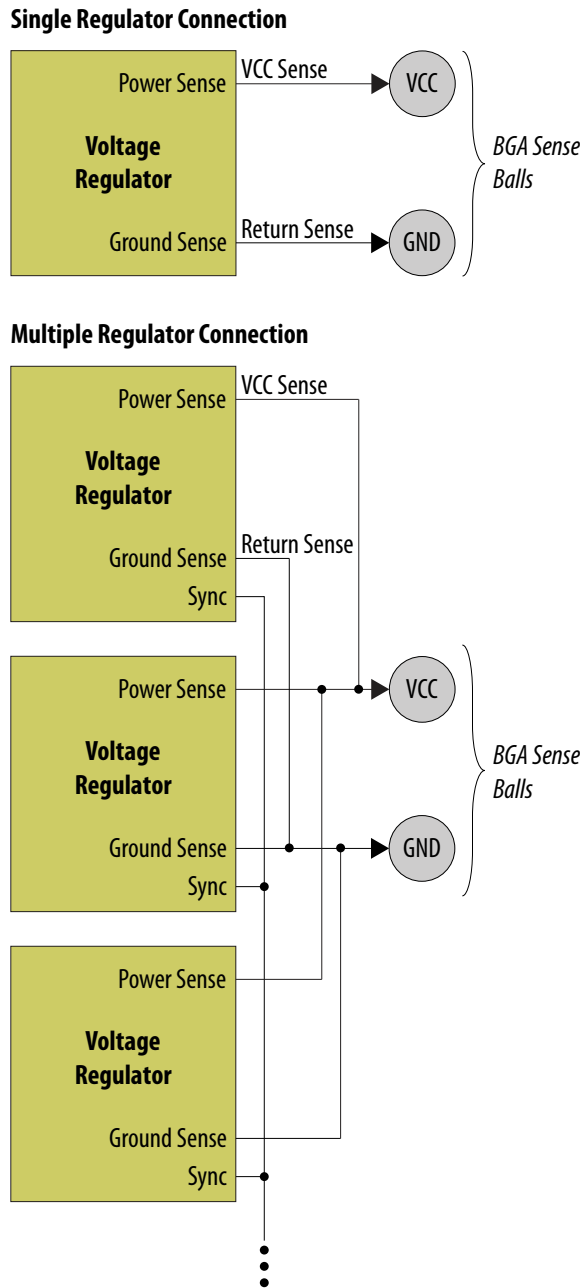 Single Regulator Connection
Power Sense
VCC Sense
VCC
Voltage
Regulator
BGA Sense
Balls
Ground Sense
Return Sense
GND
Multiple Regulator Connection
Power Sense
VCC Sense
Voltage
Regulator
Ground Sense
Return Sense
Sync
Power Sense
VCC
Voltage
Regulator
BGA Sense
Balls
Ground Sense
GND
Sync
Power Sense
Voltage
Regulator
Ground Sense
Sync